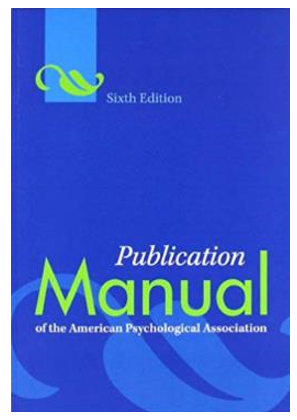 Sixth Edition
Publication
Manual
of the American Psychological Association